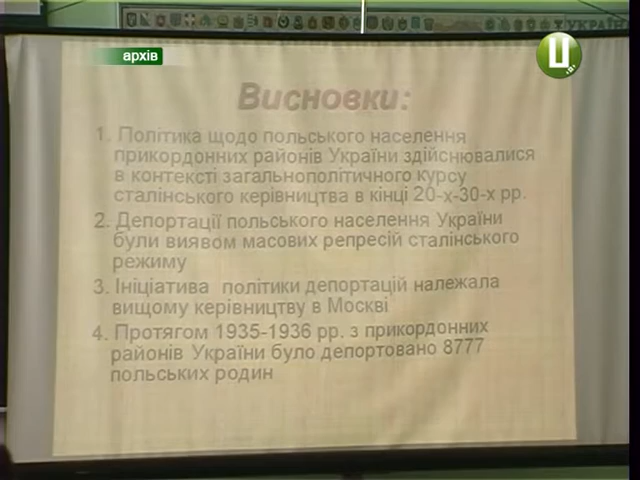 УКРАЇН
архів
Ц
Висновки:
1. Політика щодо польського населення
прикордонних районів України здійснювалися
в контексті загальнополітичного курсу
сталінського керівництва в кінці 20-х-30-х рр.
2. Депортації польського населення України
були виявом масових репресій сталінського
режиму
3. Ініціатива політики депортацій належала
вищому керівництву в Москві
4. Протягом 1935-1936 рр. з прикордонних
районів України було депортовано 8777
польських родин